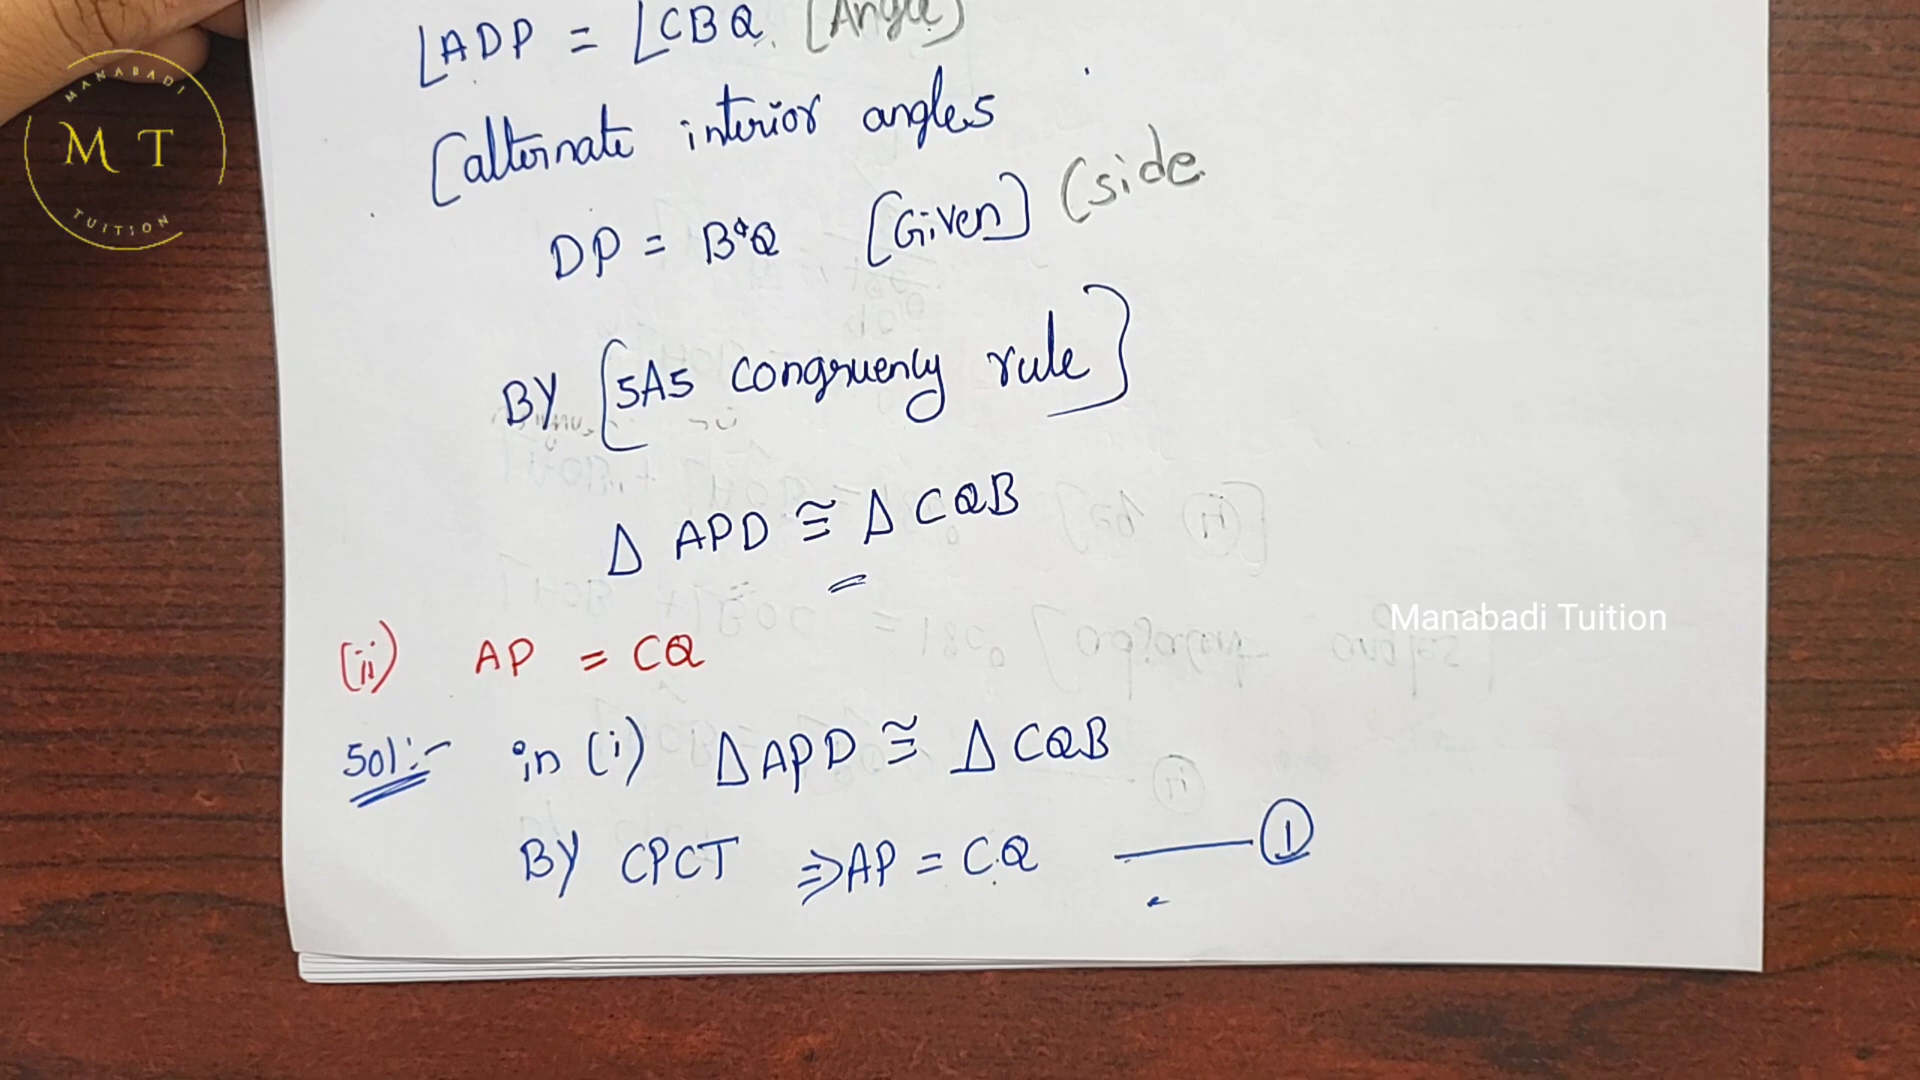 ∠ADP = ∠CBQ. [Angle]
[alternate interior angles
DP = BQ [Given] (side
BY [SAS congruency rule]
Δ APD ≅ Δ CQB
(ii) AP = CQ
Sol:- in (i) Δ APD ≅ Δ CQB
BY CPCT ⇒ AP = CQ —— ①
MANABADI
M T
TUITION
Manabadi Tuition